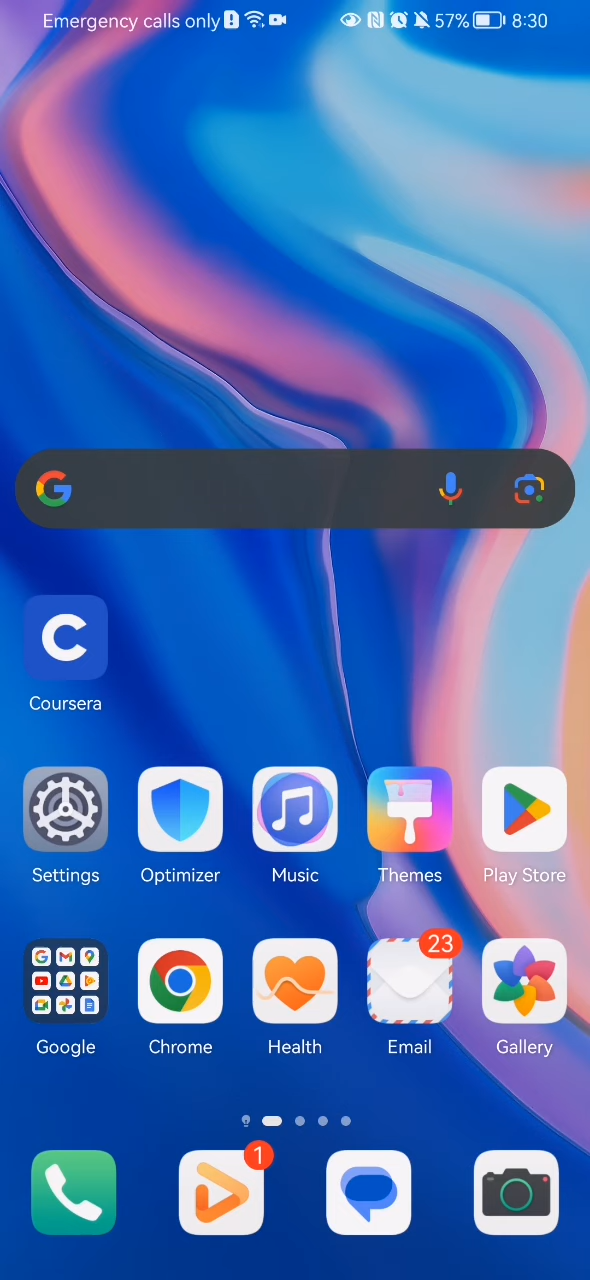 Emergency calls only 57% 8:30
Coursera
Settings Optimizer Music Themes Play Store
23
Google Chrome Health Email Gallery
1